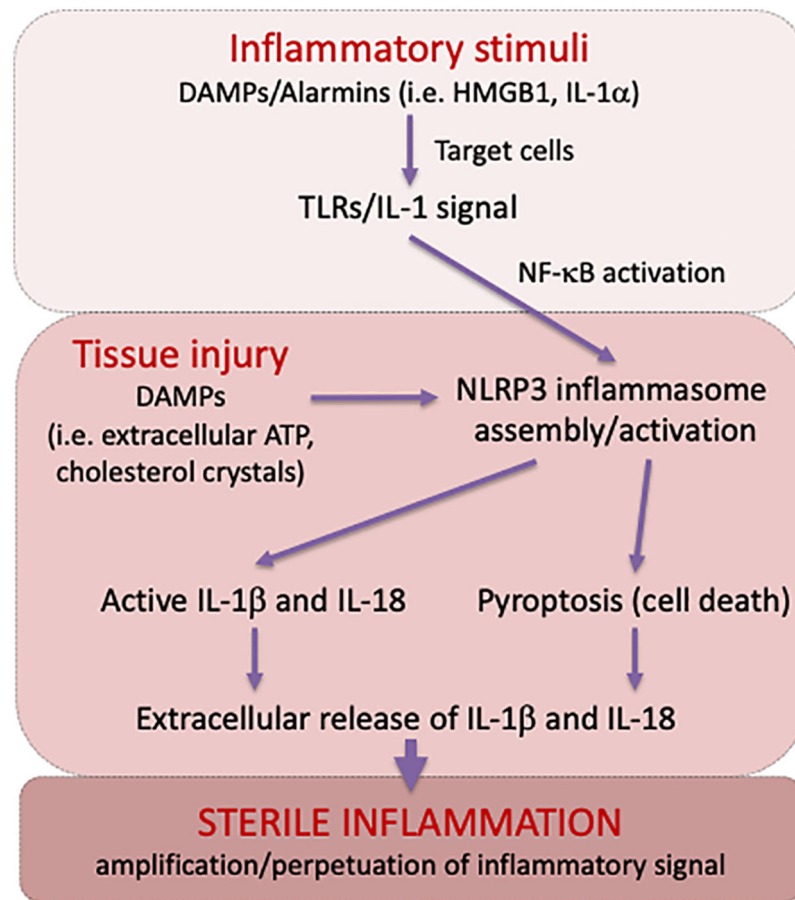 Inflammatory stimuli
DAMPs/Alarmins (i.e. HMGB1, IL-1α)
Target cells
TLRs/IL-1 signal
NF-κB activation
Tissue injury
DAMPs
(i.e. extracellular ATP,
cholesterol crystals)
NLRP3 inflammasome
assembly/activation
Active IL-1β and IL-18
Pyroptosis (cell death)
Extracellular release of IL-1β and IL-18
STERILE INFLAMMATION
amplification/perpetuation of inflammatory signal